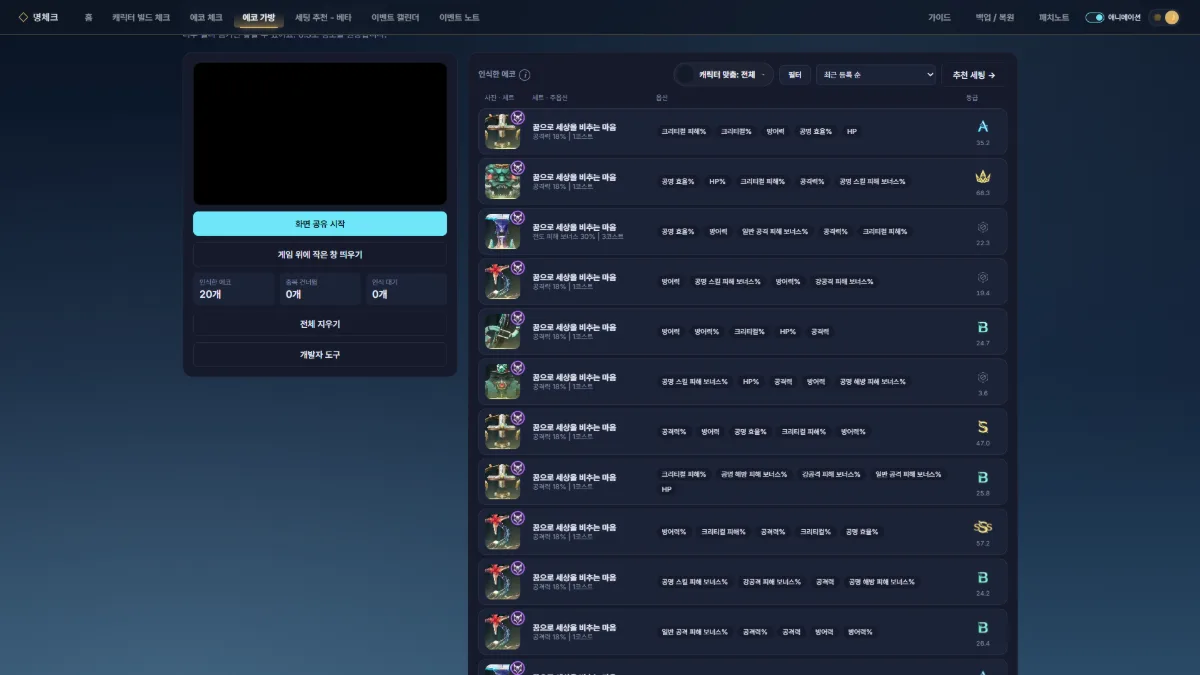 명체크
홈
캐릭터 빌드 체크
에코 체크
에코 가방
세팅 추천 - 베타
이벤트 캘린더
이벤트 노트
가이드
백업 / 복원
패치노트
애니메이션
화면 공유 시작
게임 위에 작은 창 띄우기
인식한 에코
20개
중복 건너뜀
0개
인식 대기
0개
전체 지우기
개발자 도구
인식한 에코
캐릭터 맞춤: 전체
필터
최근 등록 순
추천 세팅 →
사진 · 세트
세트 · 주옵션
옵션
등급
꿈으로 세상을 비추는 마음
공격력 18% | 1코스트
크리티컬 피해% 크리티컬% 방어력 공명 효율% HP
A
35.2
꿈으로 세상을 비추는 마음
공격력 18% | 1코스트
공명 효율% HP% 크리티컬 피해% 공격력% 공명 스킬 피해 보너스%
68.3
꿈으로 세상을 비추는 마음
전도 피해 보너스 30% | 3코스트
공명 효율% 방어력 일반 공격 피해 보너스% 공격력% 크리티컬 피해%
22.3
꿈으로 세상을 비추는 마음
공격력 18% | 1코스트
방어력 공명 스킬 피해 보너스% 방어력% 강공격 피해 보너스%
19.4
꿈으로 세상을 비추는 마음
공격력 18% | 1코스트
방어력 방어력% 크리티컬% HP% 공격력
B
24.7
꿈으로 세상을 비추는 마음
공격력 18% | 1코스트
공명 스킬 피해 보너스% HP% 공격력 방어력 공명 해방 피해 보너스%
3.6
꿈으로 세상을 비추는 마음
공격력 18% | 1코스트
공격력% 방어력 공명 효율% 크리티컬 피해% 방어력%
S
47.0
꿈으로 세상을 비추는 마음
공격력 18% | 1코스트
크리티컬 피해% 공명 해방 피해 보너스% 강공격 피해 보너스% 일반 공격 피해 보너스%
HP
B
25.8
꿈으로 세상을 비추는 마음
공격력 18% | 1코스트
방어력% 크리티컬 피해% 공격력% 크리티컬% 공명 효율%
SSS
57.2
꿈으로 세상을 비추는 마음
공격력 18% | 1코스트
공명 스킬 피해 보너스% 강공격 피해 보너스% 공격력 공명 해방 피해 보너스%
B
24.2
꿈으로 세상을 비추는 마음
공격력 18% | 1코스트
일반 공격 피해 보너스% 공격력% 공격력 방어력 방어력%
B
26.4